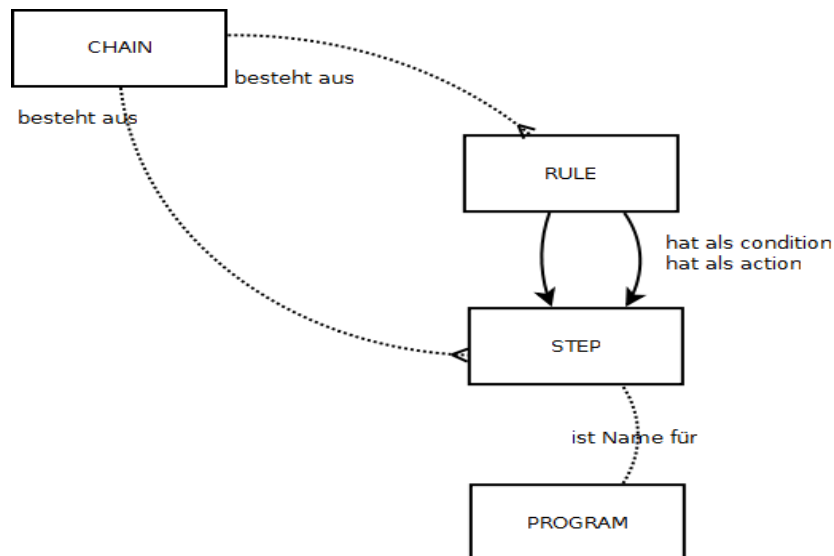 CHAIN
besteht aus
besteht aus
RULE
hat als condition
hat als action
STEP
ist Name für
PROGRAM